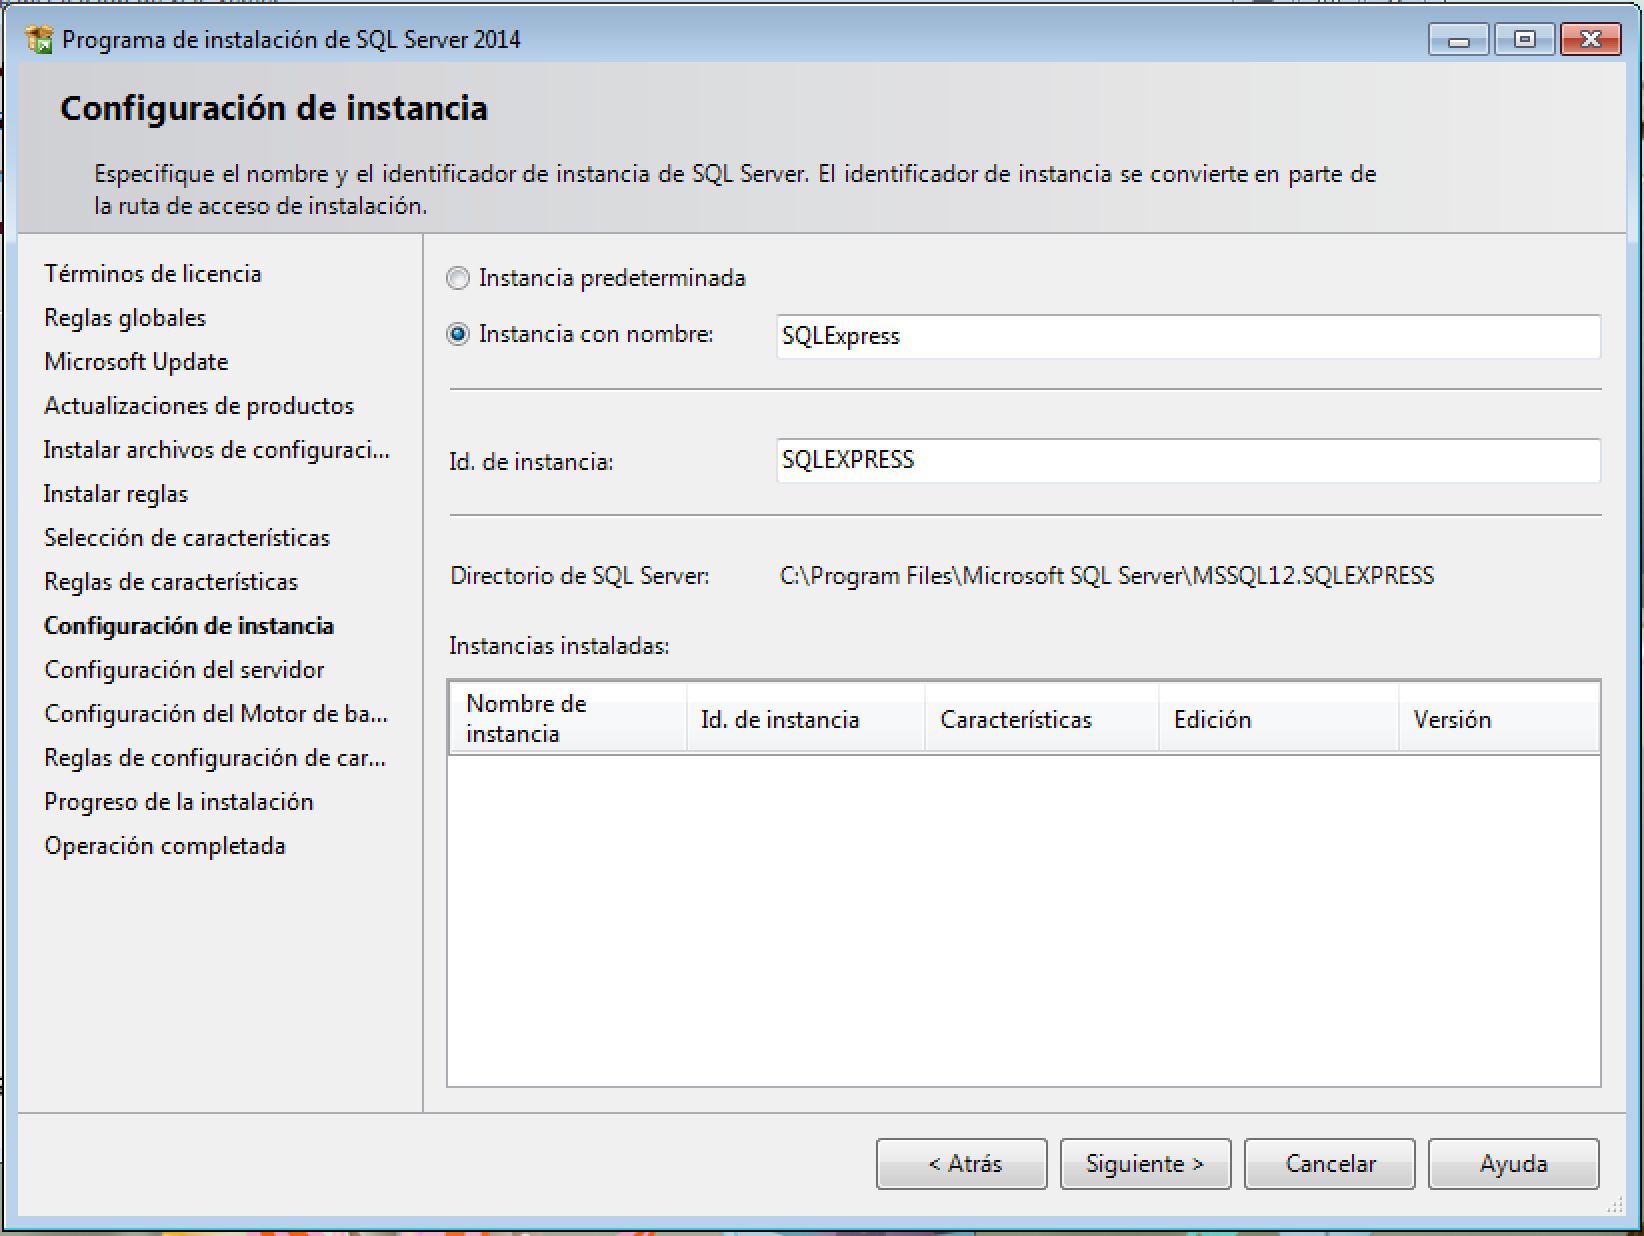 Programa de instalación de SQL Server 2014
Configuración de instancia
Especifique el nombre y el identificador de instancia de SQL Server. El identificador de instancia se convierte en parte de
la ruta de acceso de instalación.
Términos de licencia
Reglas globales
Microsoft Update
Actualizaciones de productos
Instalar archivos de configuraci...
Instalar reglas
Selección de características
Reglas de características
Configuración de instancia
Configuración del servidor
Configuración del Motor de ba...
Reglas de configuración de car...
Progreso de la instalación
Operación completada
Instancia predeterminada
Instancia con nombre: SQLExpress
Id. de instancia: SQLEXPRESS
Directorio de SQL Server: C:\Program Files\Microsoft SQL Server\MSSQL12.SQLEXPRESS
Instancias instaladas:
Nombre de
instancia
Id. de instancia
Características
Edición
Versión
< Atrás
Siguiente >
Cancelar
Ayuda